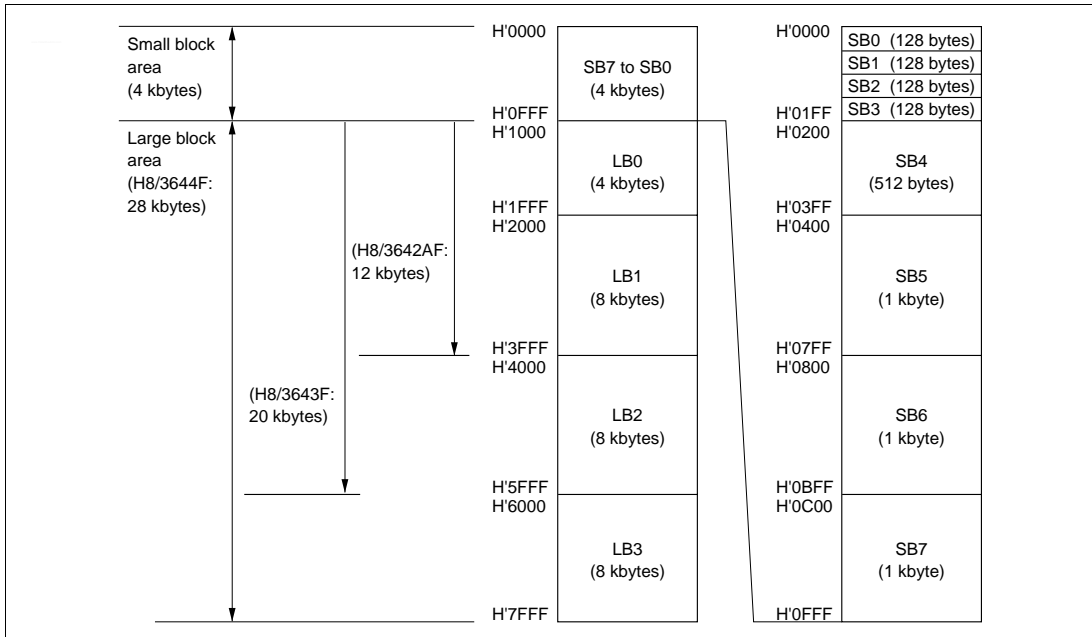 Small block
area
(4 kbytes)
Large block
area
(H8/3644F:
28 kbytes)
(H8/3642AF:
12 kbytes)
(H8/3643F:
20 kbytes)
H'0000
H'0FFF
H'1000
H'1FFF
H'2000
H'3FFF
H'4000
H'5FFF
H'6000
H'7FFF
SB7 to SB0
(4 kbytes)
LB0
(4 kbytes)
LB1
(8 kbytes)
LB2
(8 kbytes)
LB3
(8 kbytes)
H'0000
H'01FF
H'0200
H'03FF
H'0400
H'07FF
H'0800
H'0BFF
H'0C00
H'0FFF
SB0 (128 bytes)
SB1 (128 bytes)
SB2 (128 bytes)
SB3 (128 bytes)
SB4
(512 bytes)
SB5
(1 kbyte)
SB6
(1 kbyte)
SB7
(1 kbyte)